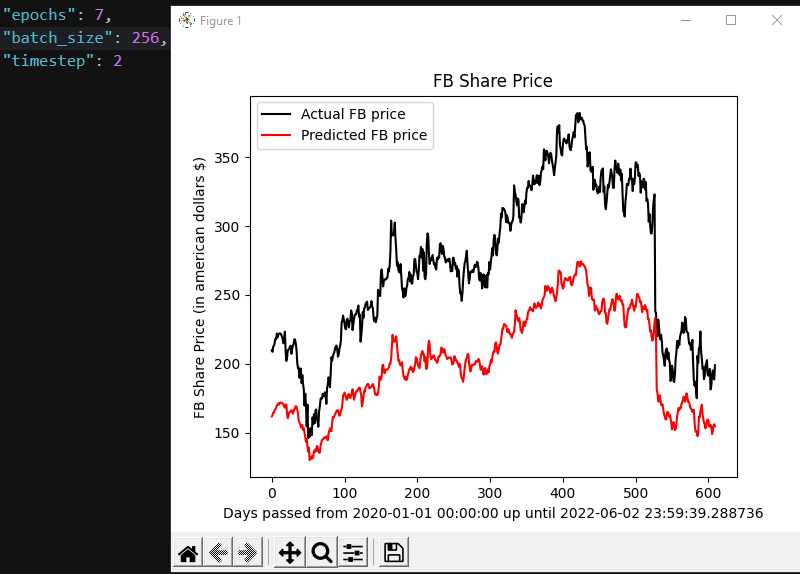 "epochs": 7,
"batch_size": 256,
"timestep": 2
Figure 1
FB Share Price
Actual FB price
Predicted FB price
FB Share Price (in american dollars $)
350
300
250
200
150
0 100 200 300 400 500 600
Days passed from 2020-01-01 00:00:00 up until 2022-06-02 23:59:39.288736